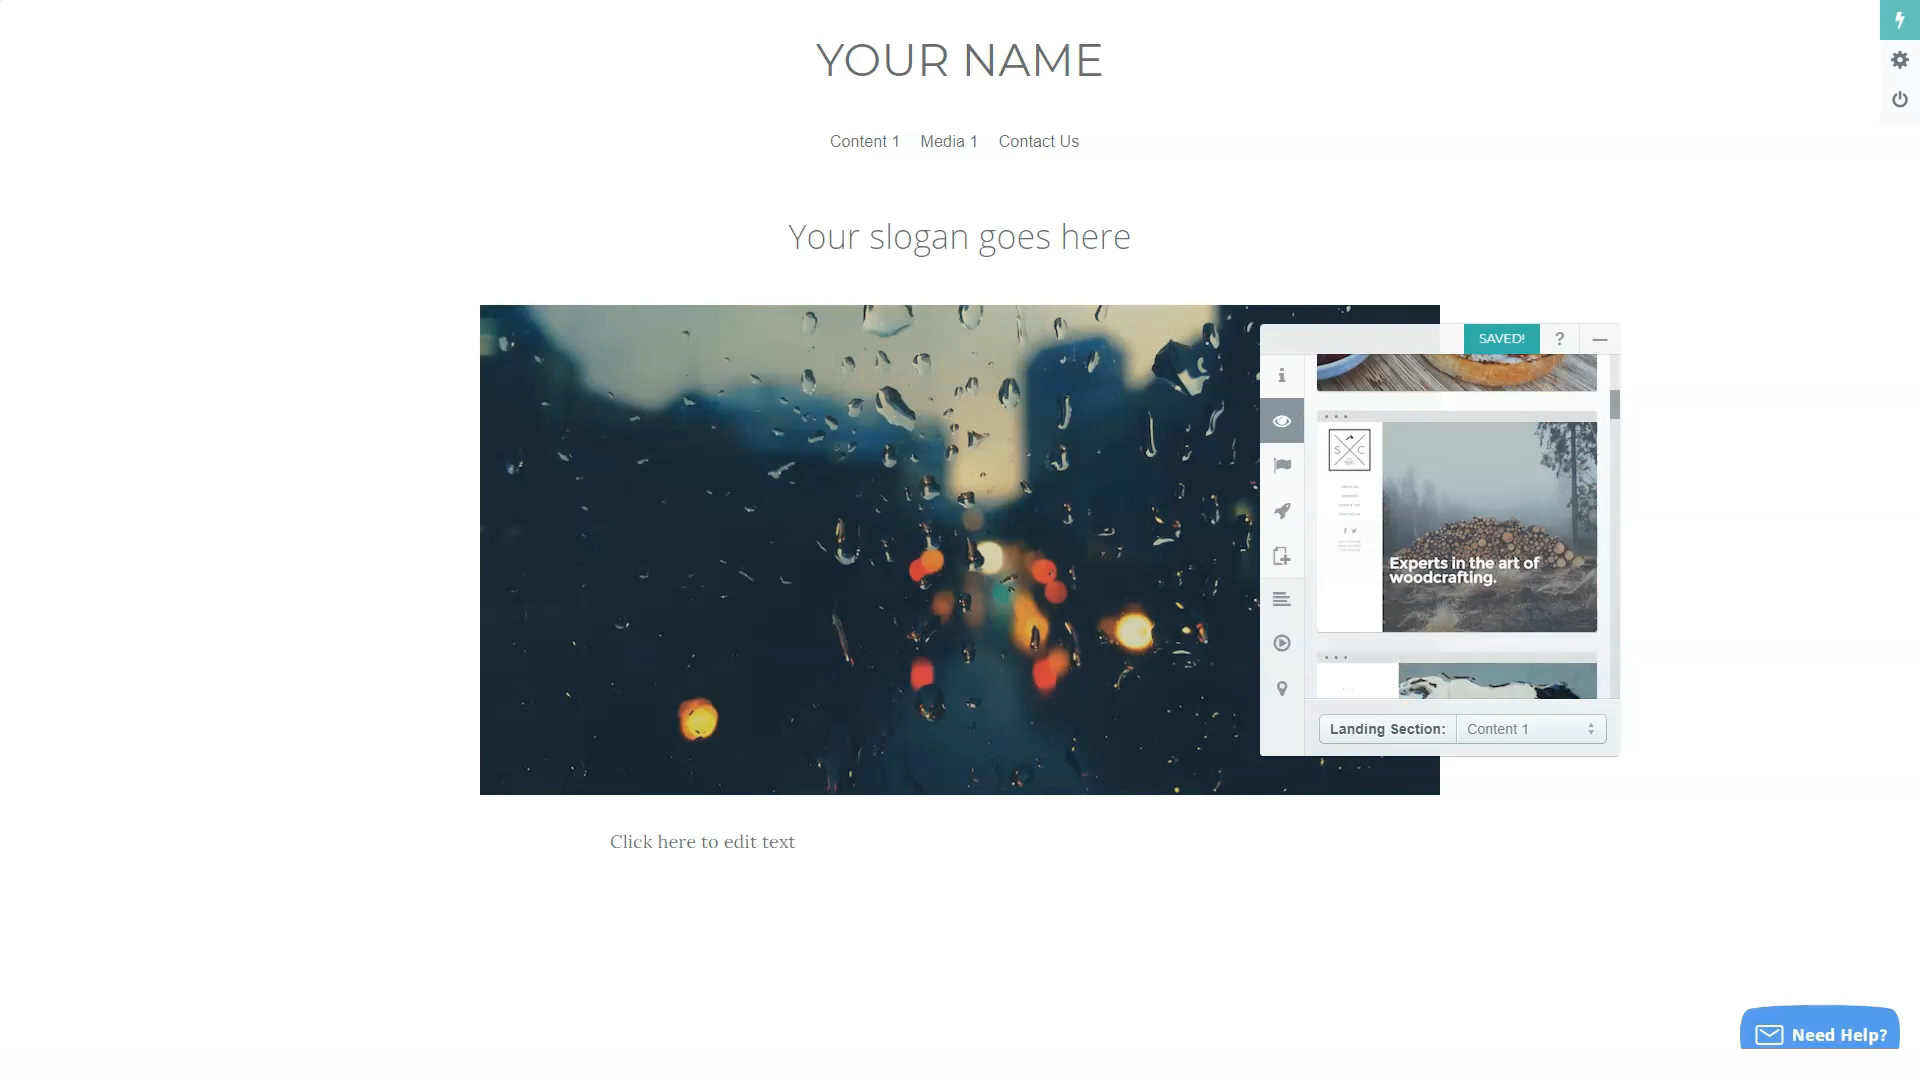 YOUR NAME
Content 1 Media 1 Contact Us
Your slogan goes here
SAVED! ?
S C
Experts in the art of
woodcrafting.
Landing Section: Content 1
Click here to edit text
Need Help?